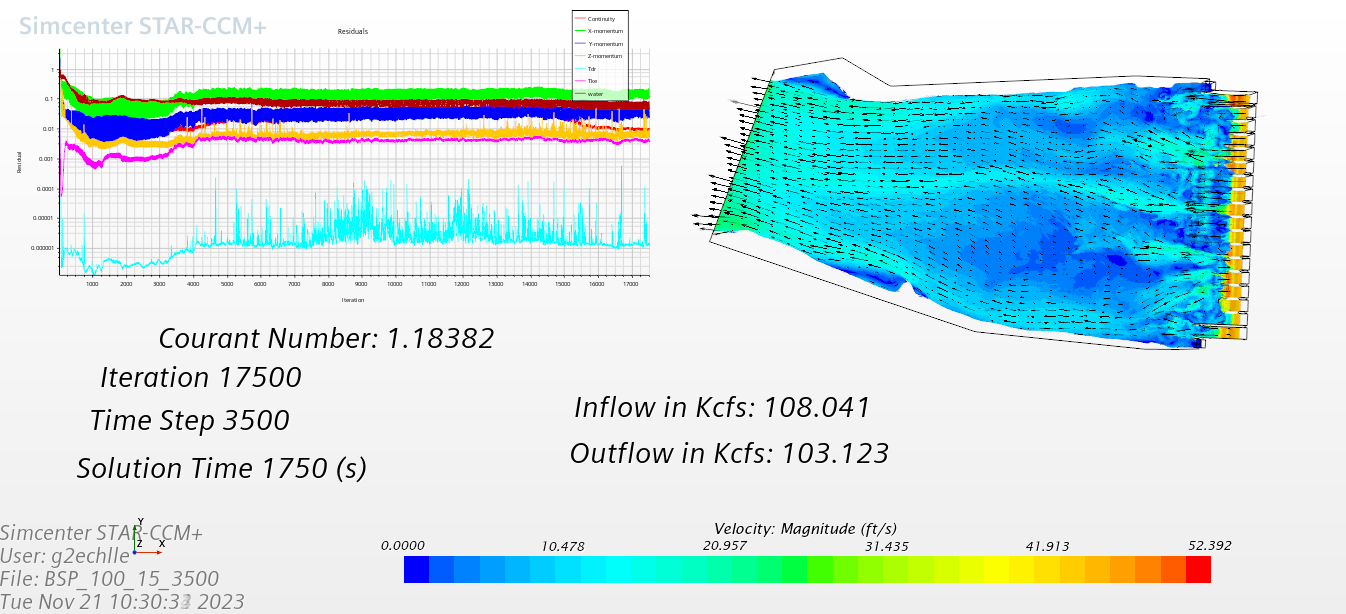 Simcenter STAR-CCM+
Residuals
Continuity
X-momentum
Y-momentum
Z-momentum
Tdr
Tke
water
1
0.1
0.01
0.001
0.0001
0.00001
0.000001
Residual
1000 2000 3000 4000 5000 6000 7000 8000 9000 10000 11000 12000 13000 14000 15000 16000 17000
Iteration
Courant Number: 1.18382
Iteration 17500
Time Step 3500
Solution Time 1750 (s)
Inflow in Kcfs: 108.041
Outflow in Kcfs: 103.123
Velocity: Magnitude (ft/s)
0.0000 10.478 20.957 31.435 41.913 52.392
Y
Z X
Simcenter STAR-CCM+
User: g2echlle
File: BSP_100_15_3500
Tue Nov 21 2023